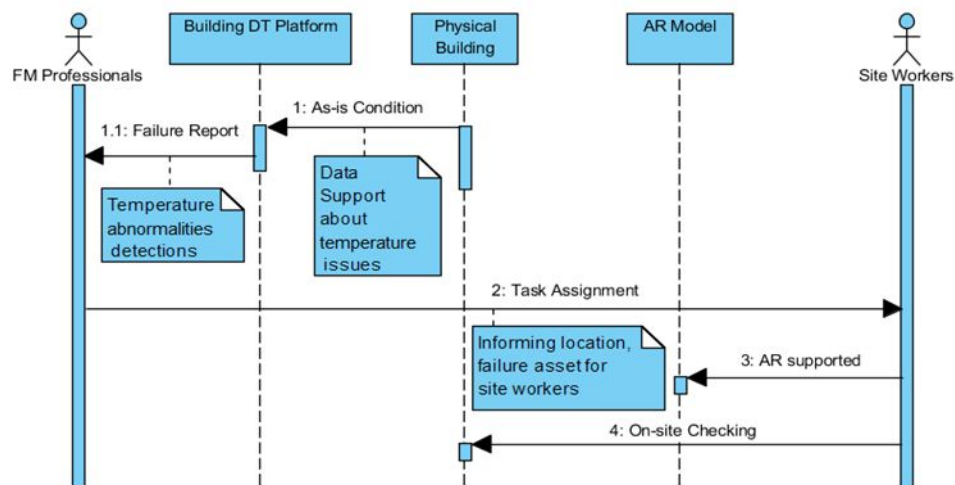 Building DT Platform
Physical
Building
AR Model
FM Professionals
Site Workers
1: As-is Condition
1.1: Failure Report
Data
Support
about
temperature
issues
Temperature
abnormalities
detections
2: Task Assignment
Informing location,
failure asset for
site workers
3: AR supported
4: On-site Checking